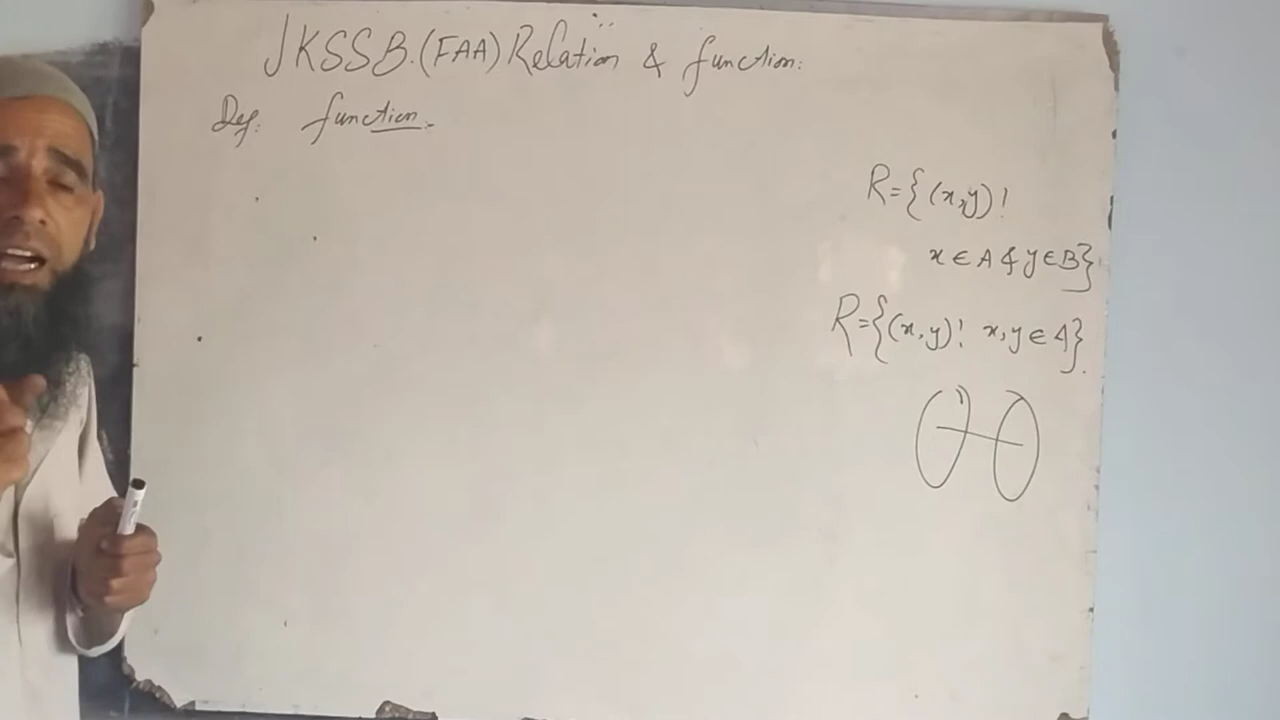 JKSSB.(FAA) Relation & function:
Def: function:-
R={(x,y)!
x∈A & y∈B}
R={(x,y)! x,y∈A}.